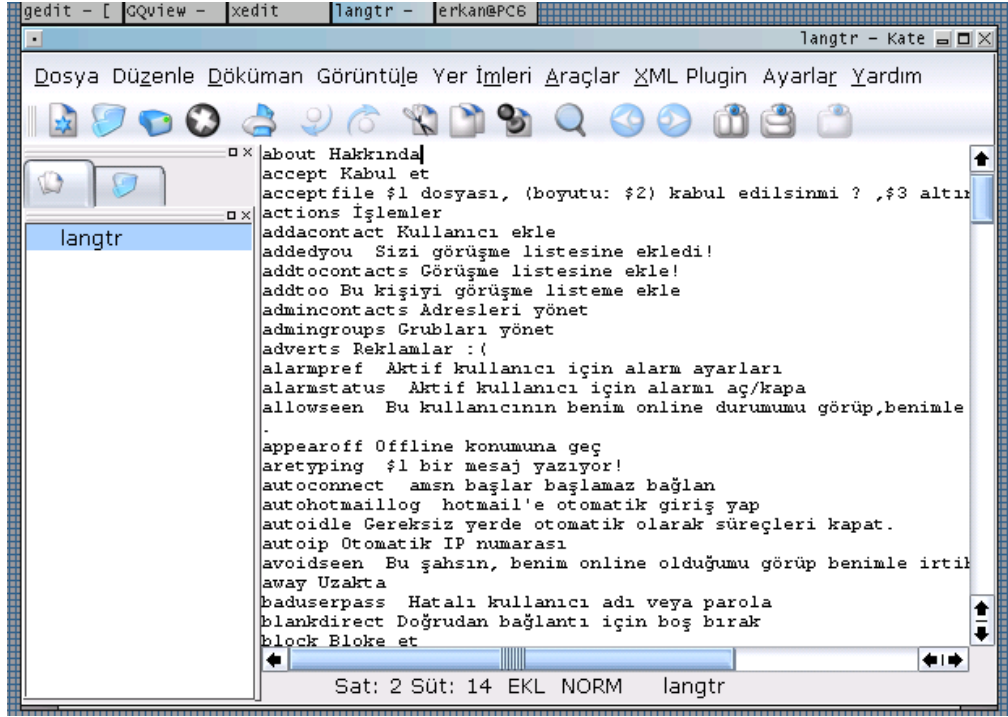 gedit - [ GQview - xedit langtr - erkan@PC6
langtr - Kate
Dosya Düzenle Döküman Görüntüle Yer İmleri Araçlar XML Plugin Ayarlar Yardım
langtr
about Hakkında
accept Kabul et
acceptfile $1 dosyası, (boyutu: $2) kabul edilsinmi ? ,$3
actions İşlemler
addacontact Kullanıcı ekle
addedyou  Sizi görüşme listesine ekledi!
addtocontacts Görüşme listesine ekle!
addtoo Bu kişiyi görüşme listeme ekle
admincontacts Adresleri yönet
admingroups Grubları yönet
adverts Reklamlar :(
alarmpref  Aktif kullanıcı için alarm ayarları
alarmstatus  Aktif kullanıcı için alarmı aç/kapa
allowseen  Bu kullanıcının benim online durumumu görüp,benimle
.
appearoff Offline konumuna geç
aretyping  $1 bir mesaj yazıyor!
autoconnect  amsn başlar başlamaz bağlan
autohotmaillog  hotmail'e otomatik giriş yap
autoidle Gereksiz yerde otomatik olarak süreçleri kapat.
autoip Otomatik IP numarası
avoidseen  Bu şahsın, benim online olduğumu görüp benimle
away Uzakta
baduserpass  Hatalı kullanıcı adı veya parola
blankdirect Doğrudan bağlantı için boş bırak
block Bloke et
Sat: 2 Süt: 14 EKL NORM langtr